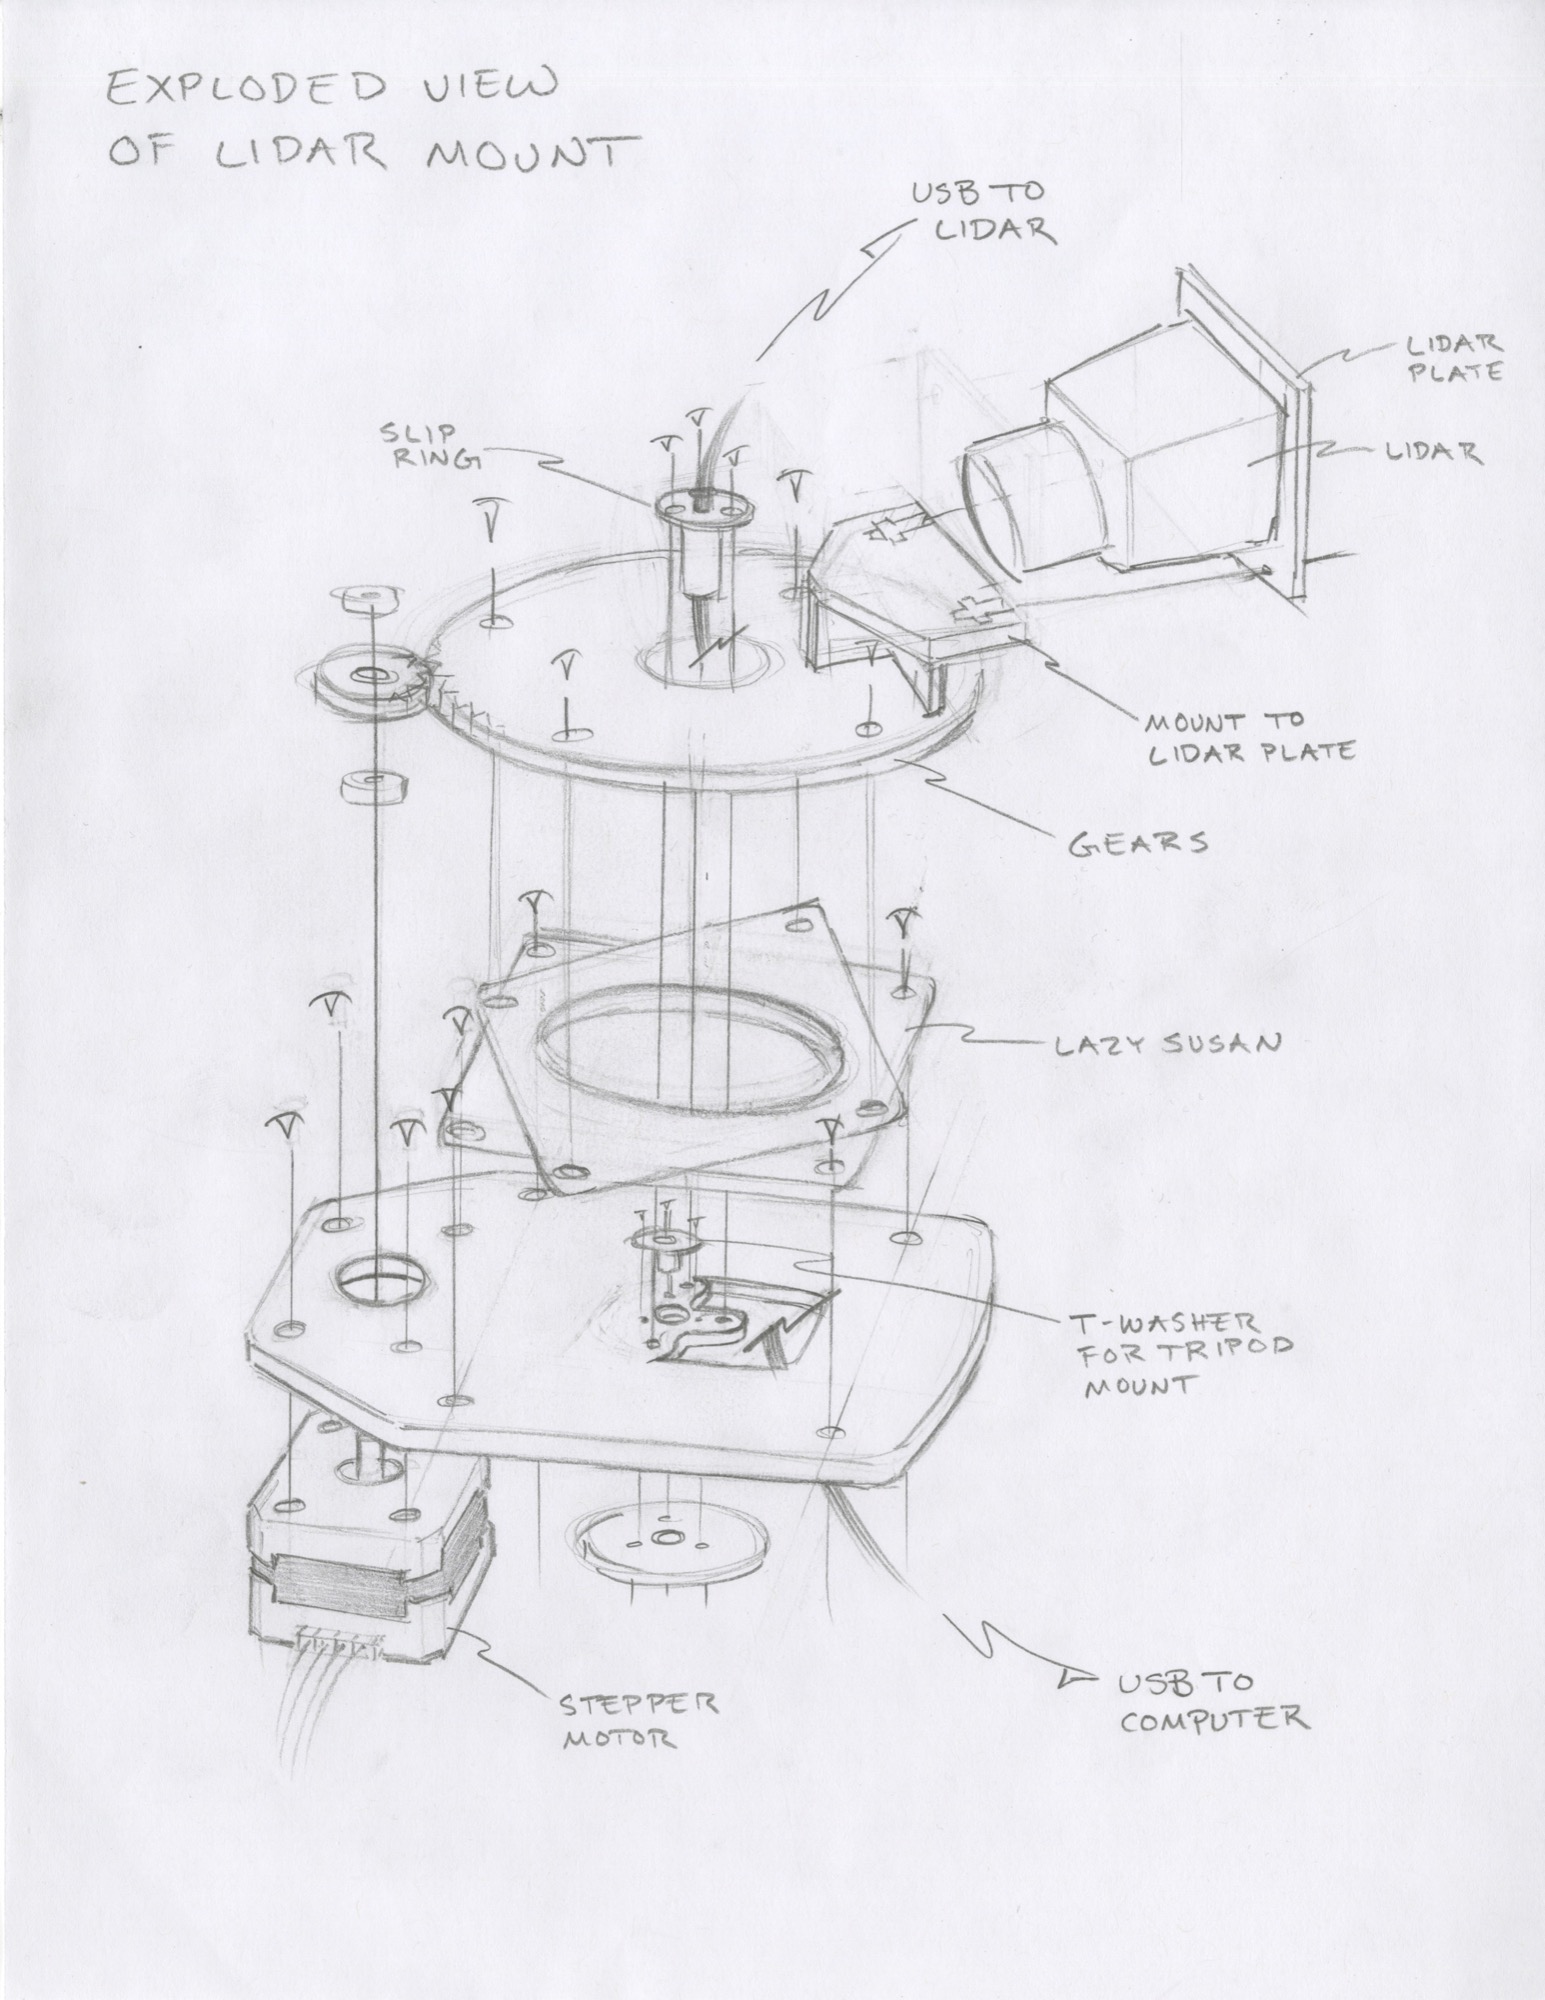 EXPLODED VIEW
OF LIDAR MOUNT
USB TO
LIDAR
LIDAR
PLATE
SLIP
RING
LIDAR
MOUNT TO
LIDAR PLATE
GEARS
LAZY SUSAN
T-WASHER
FOR TRIPOD
MOUNT
USB TO
COMPUTER
STEPPER
MOTOR